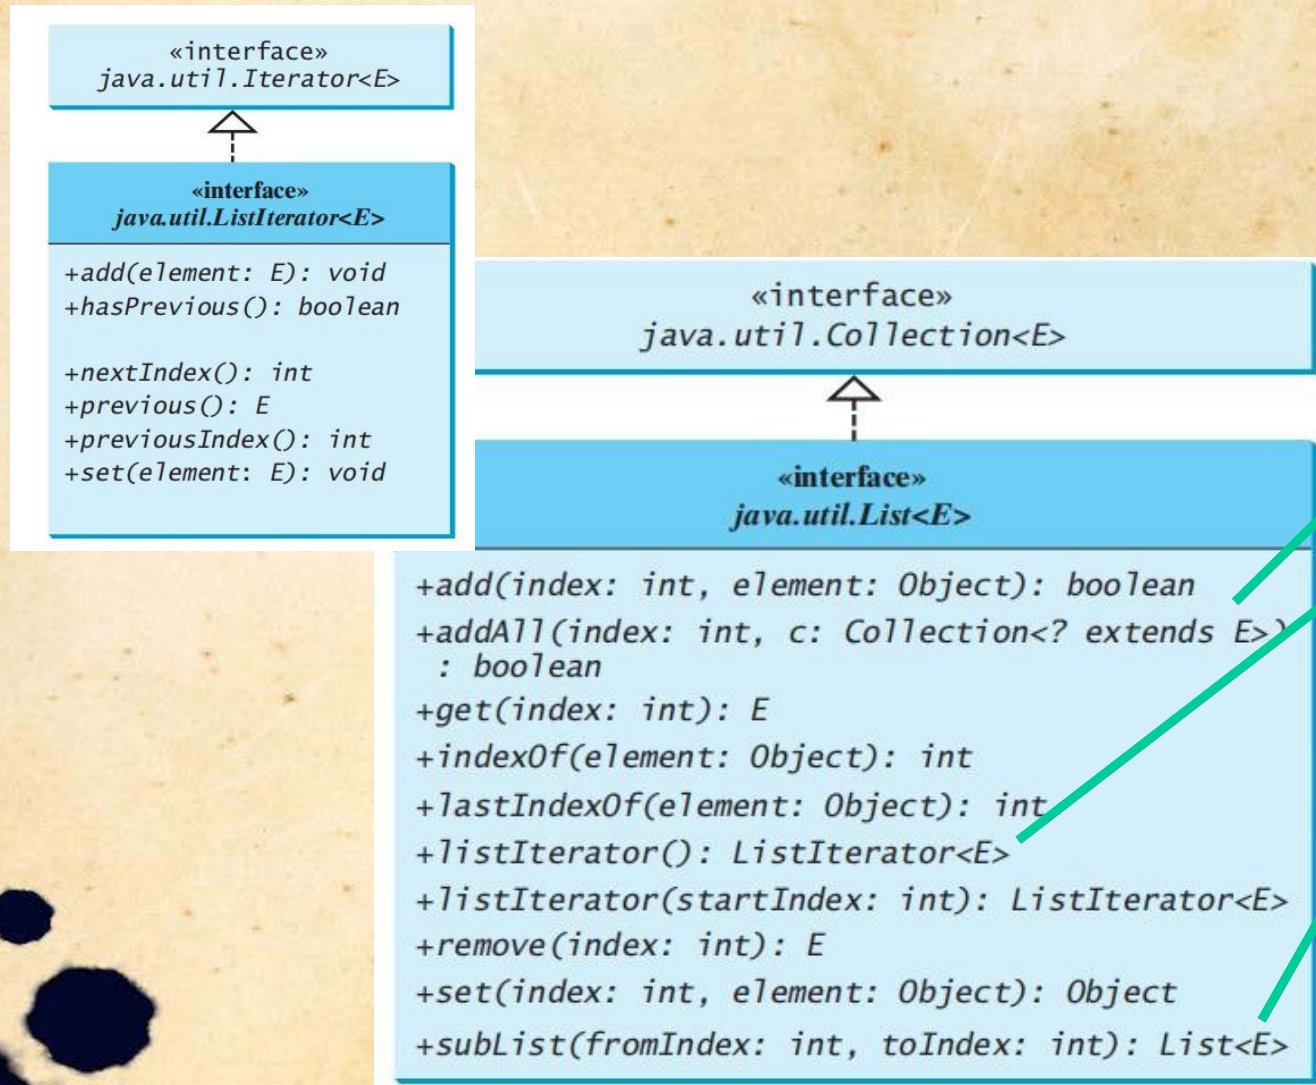 «interface»
java.util.Iterator<E>
«interface»
java.util.ListIterator<E>
+add(element: E): void
+hasPrevious(): boolean
+nextIndex(): int
+previous(): E
+previousIndex(): int
+set(element: E): void
«interface»
java.util.Collection<E>
«interface»
java.util.List<E>
+add(index: int, element: Object): boolean
+addAll(index: int, c: Collection<? extends E>)
: boolean
+get(index: int): E
+indexOf(element: Object): int
+lastIndexOf(element: Object): int
+listIterator(): ListIterator<E>
+listIterator(startIndex: int): ListIterator<E>
+remove(index: int): E
+set(index: int, element: Object): Object
+subList(fromIndex: int, toIndex: int): List<E>